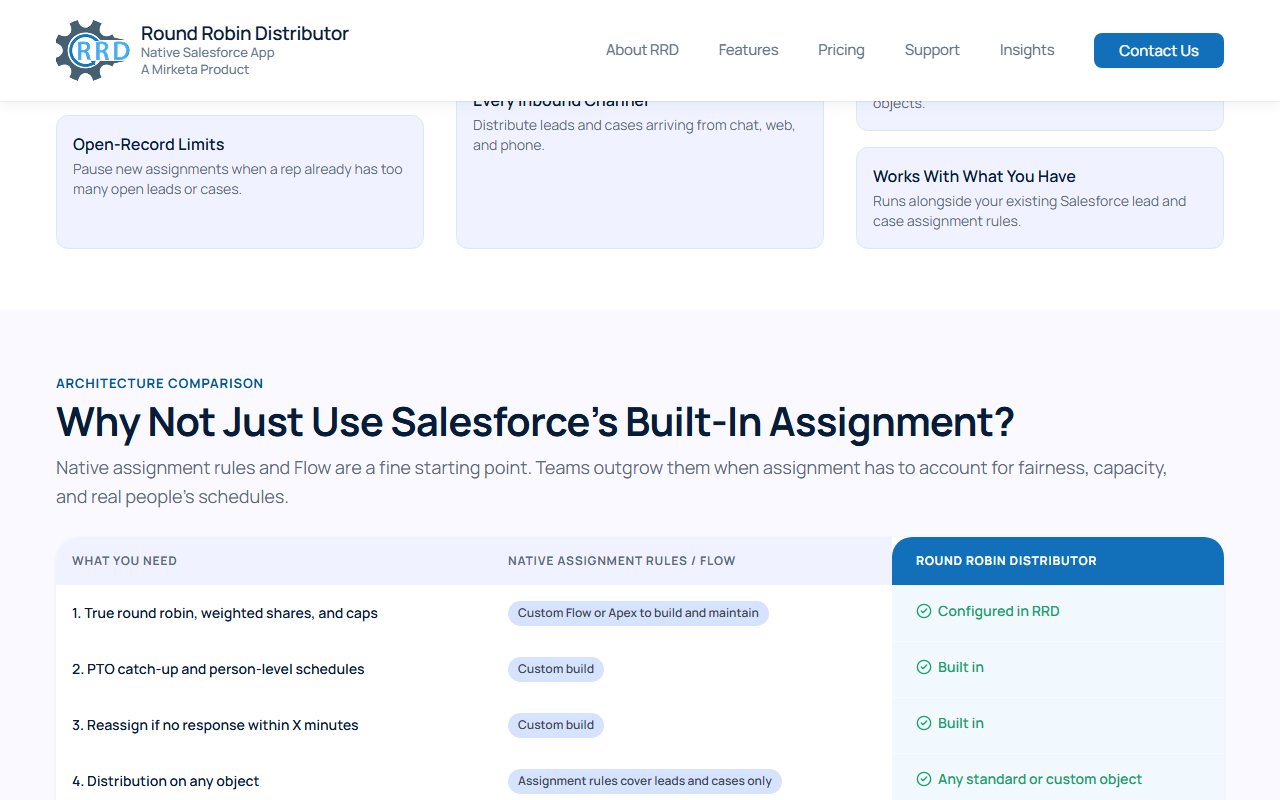 RRD
Round Robin Distributor
Native Salesforce App
A Mirketa Product
About RRD
Features
Pricing
Support
Insights
Contact Us
Open-Record Limits
Pause new assignments when a rep already has too
many open leads or cases.
Every Inbound Channel
Distribute leads and cases arriving from chat, web,
and phone.
objects.
Works With What You Have
Runs alongside your existing Salesforce lead and
case assignment rules.
ARCHITECTURE COMPARISON
Why Not Just Use Salesforce’s Built-In Assignment?
Native assignment rules and Flow are a fine starting point. Teams outgrow them when assignment has to account for fairness, capacity,
and real people’s schedules.
WHAT YOU NEED
NATIVE ASSIGNMENT RULES / FLOW
ROUND ROBIN DISTRIBUTOR
1. True round robin, weighted shares, and caps
Custom Flow or Apex to build and maintain
Configured in RRD
2. PTO catch-up and person-level schedules
Custom build
Built in
3. Reassign if no response within X minutes
Custom build
Built in
4. Distribution on any object
Assignment rules cover leads and cases only
Any standard or custom object